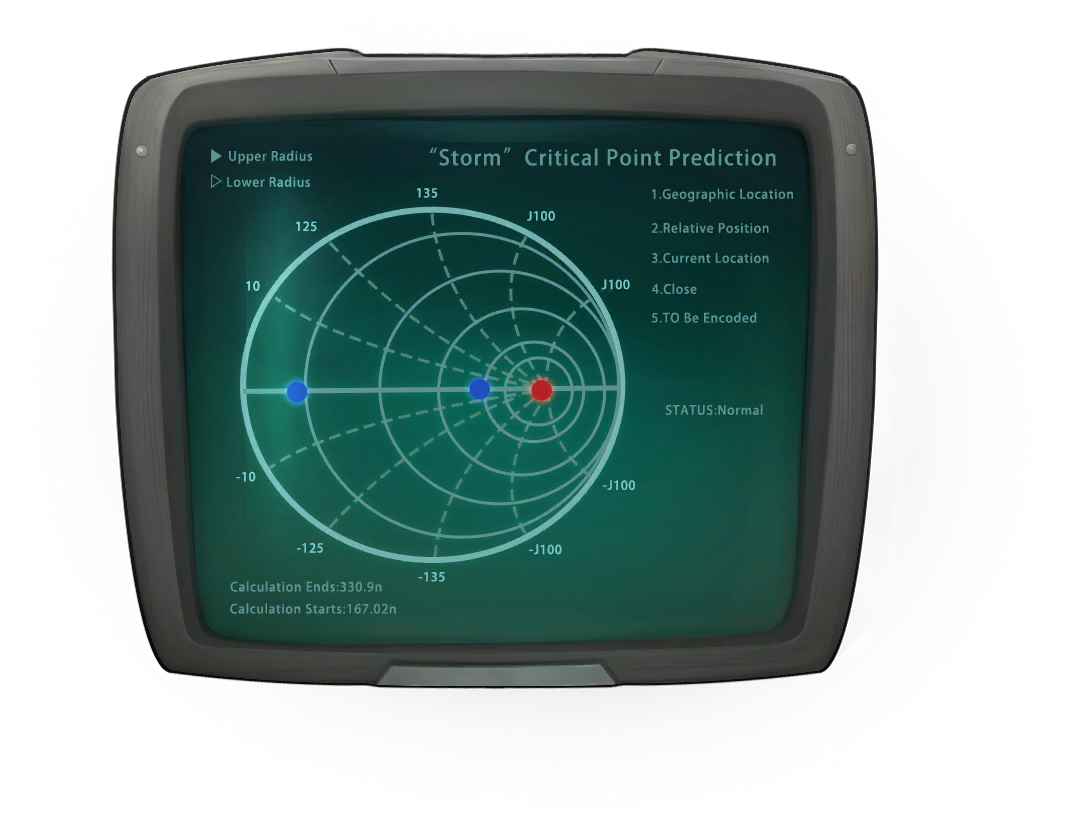 ▶ Upper Radius
▷ Lower Radius
“Storm” Critical Point Prediction
1.Geographic Location
2.Relative Position
3.Current Location
4.Close
5.TO Be Encoded
STATUS:Normal
135
J100
125
J100
10
-10
-J100
-125
-J100
-135
Calculation Ends:330.9n
Calculation Starts:167.02n